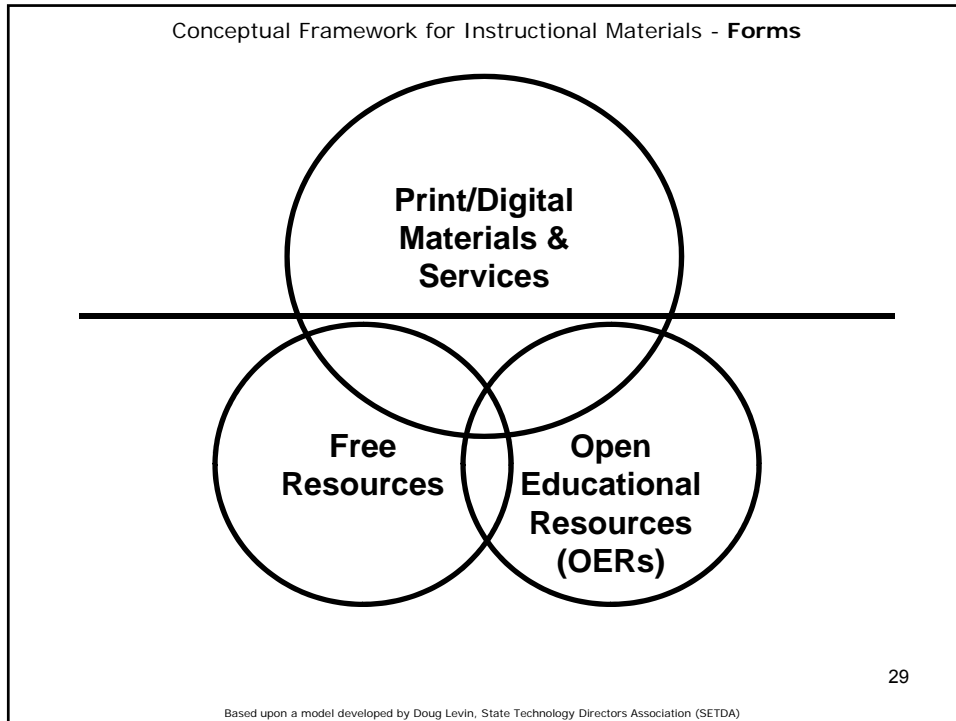 Conceptual Framework for Instructional Materials - Forms
Print/Digital
Materials &
Services
Free
Resources
Open
Educational
Resources
(OERs)
29
Based upon a model developed by Doug Levin, State Technology Directors Association (SETDA)